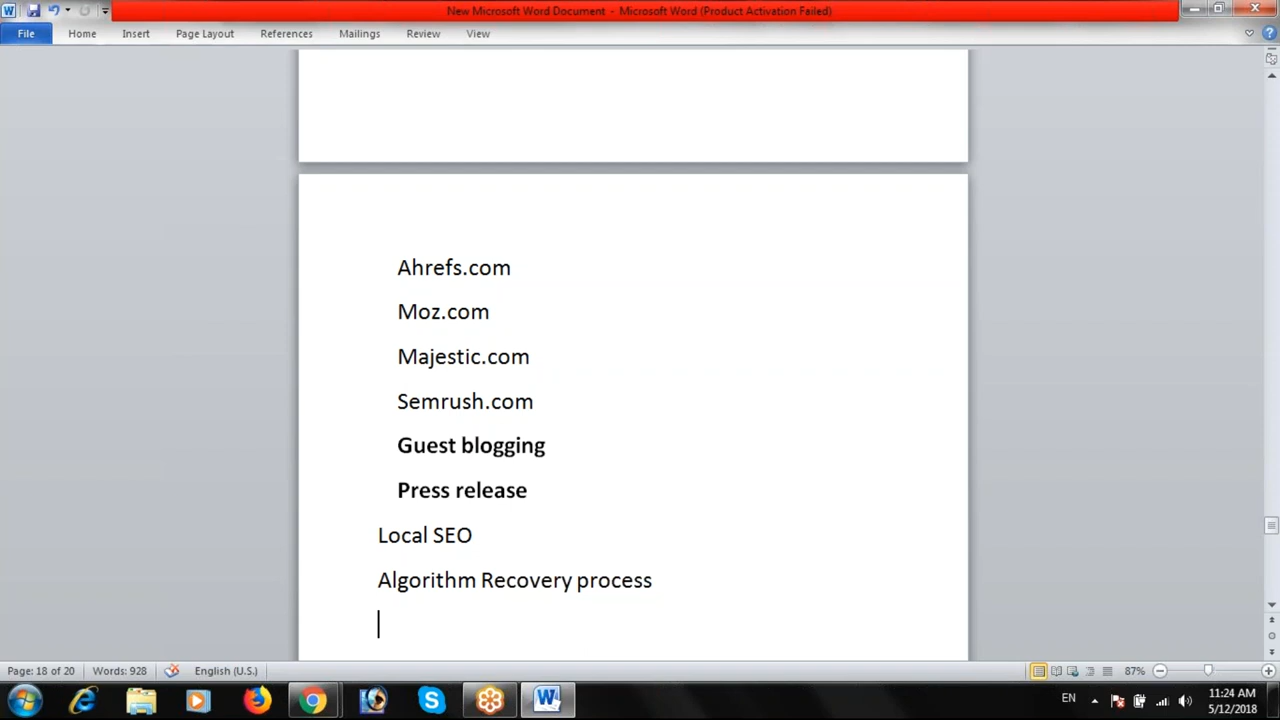 New Microsoft Word Document - Microsoft Word (Product Activation Failed)
File Home Insert Page Layout References Mailings Review View
Ahrefs.com
Moz.com
Majestic.com
Semrush.com
Guest blogging
Press release
Local SEO
Algorithm Recovery process
Page: 18 of 20 Words: 928 English (U.S.) 87%
EN 11:24 AM
5/12/2018